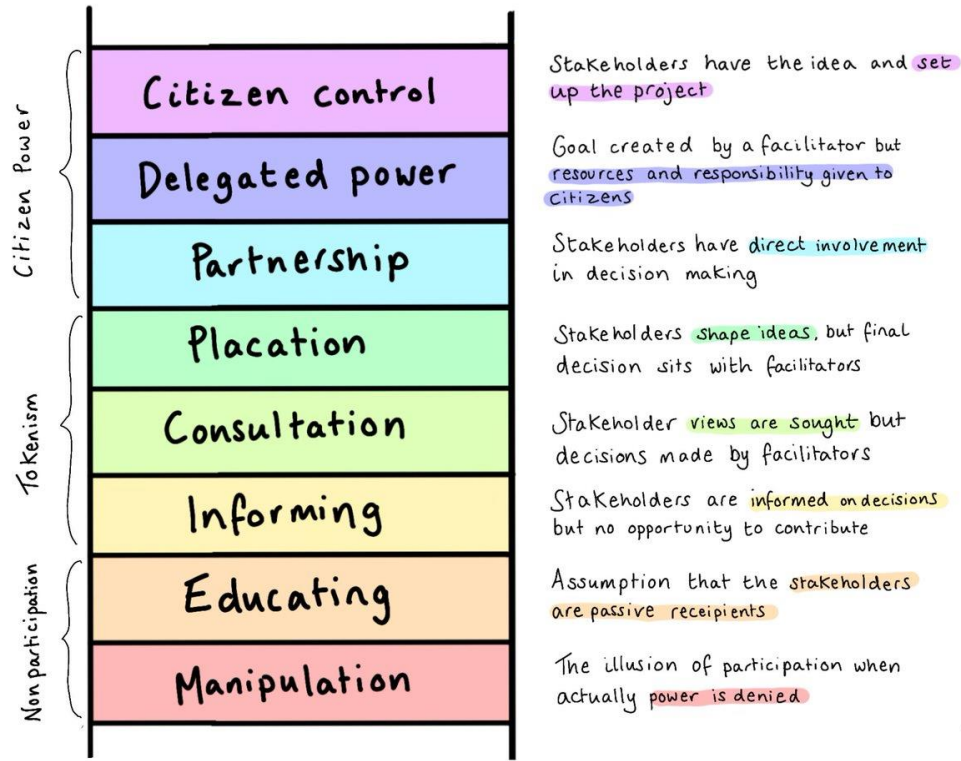 Citizen Power
Citizen control
Stakeholders have the idea and set
up the project
Delegated power
Goal created by a facilitator but
resources and responsibility given to
citizens
Partnership
Stakeholders have direct involvement
in decision making
Tokenism
Placation
Stakeholders shape ideas, but final
decision sits with facilitators
Consultation
Stakeholder views are sought but
decisions made by facilitators
Informing
Stakeholders are informed on decisions
but no opportunity to contribute
Nonparticipation
Educating
Assumption that the stakeholders
are passive receipients
Manipulation
The illusion of participation when
actually power is denied